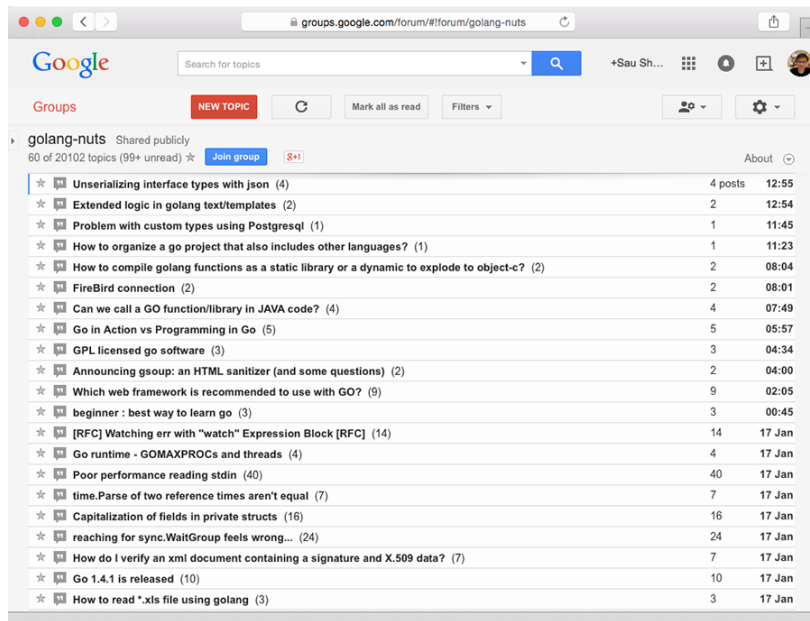 groups.google.com/forum/#!forum/golang-nuts
Google
Search for topics
+Sau Sh...
Groups
NEW TOPIC
Mark all as read
Filters
golang-nuts Shared publicly
60 of 20102 topics (99+ unread)
Join group
g+1
About
Unserializing interface types with json (4) 4 posts 12:55
Extended logic in golang text/templates (2) 2 12:54
Problem with custom types using Postgresql (1) 1 11:45
How to organize a go project that also includes other languages? (1) 1 11:23
How to compile golang functions as a static library or a dynamic to explode to object-c? (2) 2 08:04
FireBird connection (2) 2 08:01
Can we call a GO function/library in JAVA code? (4) 4 07:49
Go in Action vs Programming in Go (5) 5 05:57
GPL licensed go software (3) 3 04:34
Announcing gsoup: an HTML sanitizer (and some questions) (2) 2 04:00
Which web framework is recommended to use with GO? (9) 9 02:05
beginner : best way to learn go (3) 3 00:45
[RFC] Watching err with "watch" Expression Block [RFC] (14) 14 17 Jan
Go runtime - GOMAXPROCs and threads (4) 4 17 Jan
Poor performance reading stdin (40) 40 17 Jan
time.Parse of two reference times aren't equal (7) 7 17 Jan
Capitalization of fields in private structs (16) 16 17 Jan
reaching for sync.WaitGroup feels wrong... (24) 24 17 Jan
How do I verify an xml document containing a signature and X.509 data? (7) 7 17 Jan
Go 1.4.1 is released (10) 10 17 Jan
How to read *.xls file using golang (3) 3 17 Jan